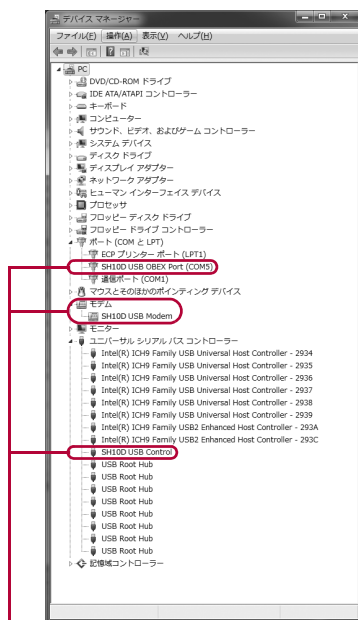 デバイス マネージャー
ファイル(F) 操作(A) 表示(V) ヘルプ(H)
PC
DVD/CD-ROM ドライブ
IDE ATA/ATAPI コントローラー
キーボード
コンピューター
サウンド、ビデオ、およびゲーム コントローラー
システム デバイス
ディスク ドライブ
ディスプレイ アダプター
ネットワーク アダプター
ヒューマン インターフェイス デバイス
プロセッサ
フロッピー ディスク ドライブ
フロッピー ドライブ コントローラー
ポート (COM と LPT)
ECP プリンター ポート (LPT1)
SH10D USB OBEX Port (COM5)
通信ポート (COM1)
マウスとそのほかのポインティング デバイス
モデム
SH10D USB Modem
モニター
ユニバーサル シリアル バス コントローラー
Intel(R) ICH9 Family USB Universal Host Controller - 2934
Intel(R) ICH9 Family USB Universal Host Controller - 2935
Intel(R) ICH9 Family USB Universal Host Controller - 2936
Intel(R) ICH9 Family USB Universal Host Controller - 2937
Intel(R) ICH9 Family USB Universal Host Controller - 2938
Intel(R) ICH9 Family USB Universal Host Controller - 2939
Intel(R) ICH9 Family USB2 Enhanced Host Controller - 293A
Intel(R) ICH9 Family USB2 Enhanced Host Controller - 293C
SH10D USB Control
USB Root Hub
USB Root Hub
USB Root Hub
USB Root Hub
USB Root Hub
USB Root Hub
USB Root Hub
USB Root Hub
記憶域コントローラー